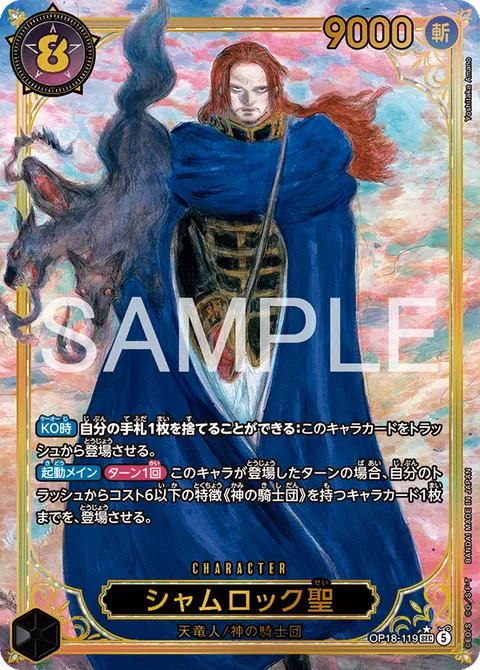 8
9000
斬
Yoshitaka Amano
SAMPLE
KO時 自分の手札1枚を捨てることができる：このキャラカードをトラッ
シュから登場させる。
起動メイン ターン1回 このキャラが登場したターンの場合、自分のト
ラッシュからコスト6以下の特徴《神の騎士団》を持つキャラカード1枚
までを、登場させる。
CHARACTER
シャムロック聖
天竜人/神の騎士団
OP18-119 SEC 5
©E.O/S. ©E.O./S.,F,T BANDAI MADE IN JAPAN